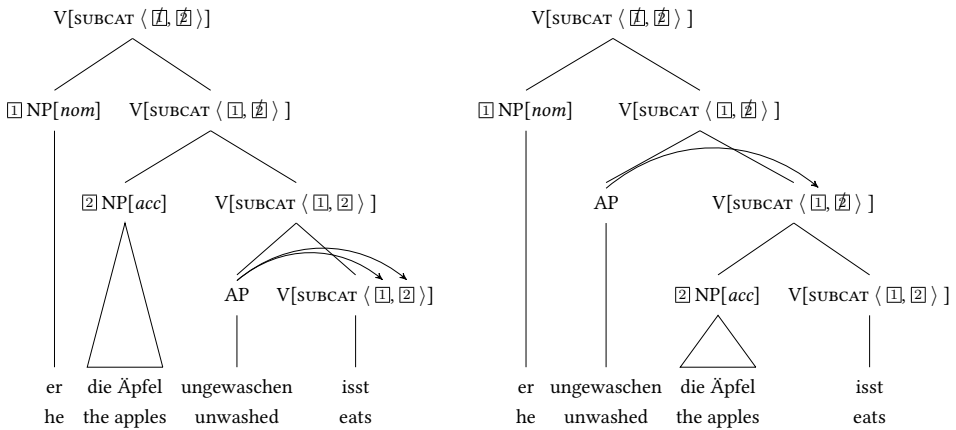 V[SUBCAT ⟨ 1̸, 2̸ ⟩ ]
1 NP[nom] V[SUBCAT ⟨ 1, 2̸ ⟩ ]
2 NP[acc] V[SUBCAT ⟨ 1, 2 ⟩ ]
AP V[SUBCAT ⟨ 1, 2 ⟩]
er die Äpfel ungewaschen isst
he the apples unwashed eats
V[SUBCAT ⟨ 1̸, 2̸ ⟩ ]
1 NP[nom] V[SUBCAT ⟨ 1, 2̸ ⟩ ]
AP V[SUBCAT ⟨ 1, 2̸ ⟩ ]
2 NP[acc] V[SUBCAT ⟨ 1, 2 ⟩ ]
er ungewaschen die Äpfel isst
he unwashed the apples eats